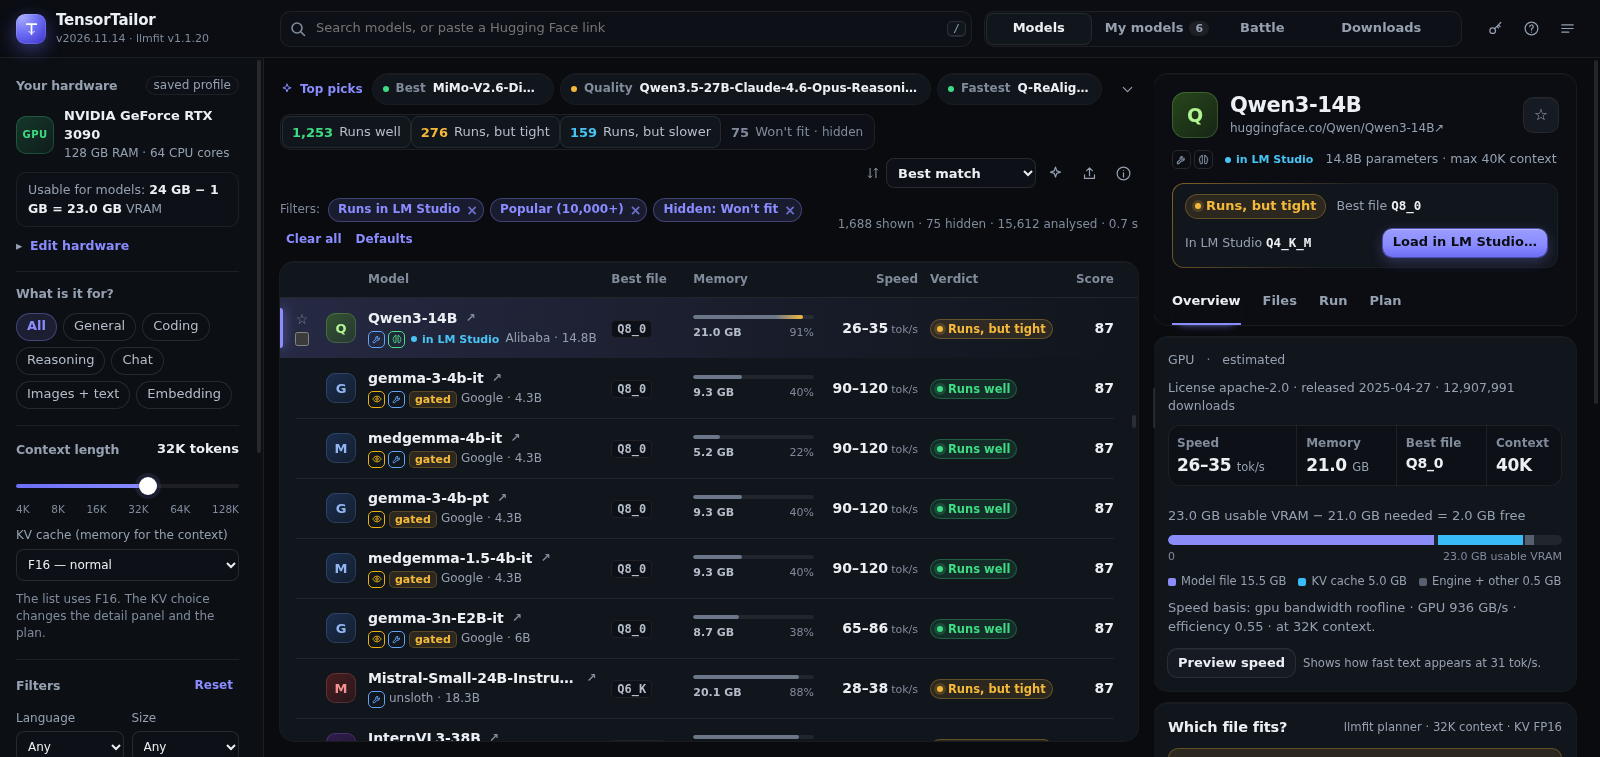 TensorTailor
v2026.11.14 · llmfit v1.1.20
Search models, or paste a Hugging Face link
/
Models
My models 6
Battle
Downloads
Your hardware
saved profile
GPU
NVIDIA GeForce RTX
3090
128 GB RAM · 64 CPU cores
Usable for models: 24 GB − 1
GB = 23.0 GB VRAM
▸ Edit hardware
What is it for?
All
General
Coding
Reasoning
Chat
Images + text
Embedding
Context length
32K tokens
4K 8K 16K 32K 64K 128K
KV cache (memory for the context)
F16 — normal
The list uses F16. The KV choice
changes the detail panel and the
plan.
Filters
Reset
Language
Size
Any
Any
Top picks
Best MiMo-V2.6-Di…
Quality Qwen3.5-27B-Claude-4.6-Opus-Reasoni…
Fastest Q-ReAlig…
1,253 Runs well
276 Runs, but tight
159 Runs, but slower
75 Won't fit · hidden
Best match
Filters:
Runs in LM Studio ×
Popular (10,000+) ×
Hidden: Won't fit ×
Clear all
Defaults
1,688 shown · 75 hidden · 15,612 analysed · 0.7 s
Model Best file Memory Speed Verdict Score
Q
Qwen3-14B ↗
in LM Studio Alibaba · 14.8B
Q8_0
21.0 GB 91%
26–35 tok/s
Runs, but tight
87
G
gemma-3-4b-it ↗
gated Google · 4.3B
Q8_0
9.3 GB 40%
90–120 tok/s
Runs well
87
M
medgemma-4b-it ↗
gated Google · 4.3B
Q8_0
5.2 GB 22%
90–120 tok/s
Runs well
87
G
gemma-3-4b-pt ↗
gated Google · 4.3B
Q8_0
9.3 GB 40%
90–120 tok/s
Runs well
87
M
medgemma-1.5-4b-it ↗
gated Google · 4.3B
Q8_0
9.3 GB 40%
90–120 tok/s
Runs well
87
G
gemma-3n-E2B-it ↗
gated Google · 6B
Q8_0
8.7 GB 38%
65–86 tok/s
Runs well
87
M
Mistral-Small-24B-Instru… ↗
unsloth · 18.3B
Q6_K
20.1 GB 88%
28–38 tok/s
Runs, but tight
87
InternVL3-38B ↗
Q
Qwen3-14B
huggingface.co/Qwen/Qwen3-14B↗
in LM Studio
14.8B parameters · max 40K context
Runs, but tight
Best file Q8_0
In LM Studio Q4_K_M
Load in LM Studio…
Overview
Files
Run
Plan
GPU · estimated
License apache-2.0 · released 2025-04-27 · 12,907,991
downloads
Speed
26–35 tok/s
Memory
21.0 GB
Best file
Q8_0
Context
40K
23.0 GB usable VRAM − 21.0 GB needed = 2.0 GB free
0
23.0 GB usable VRAM
Model file 15.5 GB
KV cache 5.0 GB
Engine + other 0.5 GB
Speed basis: gpu bandwidth roofline · GPU 936 GB/s ·
efficiency 0.55 · at 32K context.
Preview speed
Shows how fast text appears at 31 tok/s.
Which file fits?
llmfit planner · 32K context · KV FP16